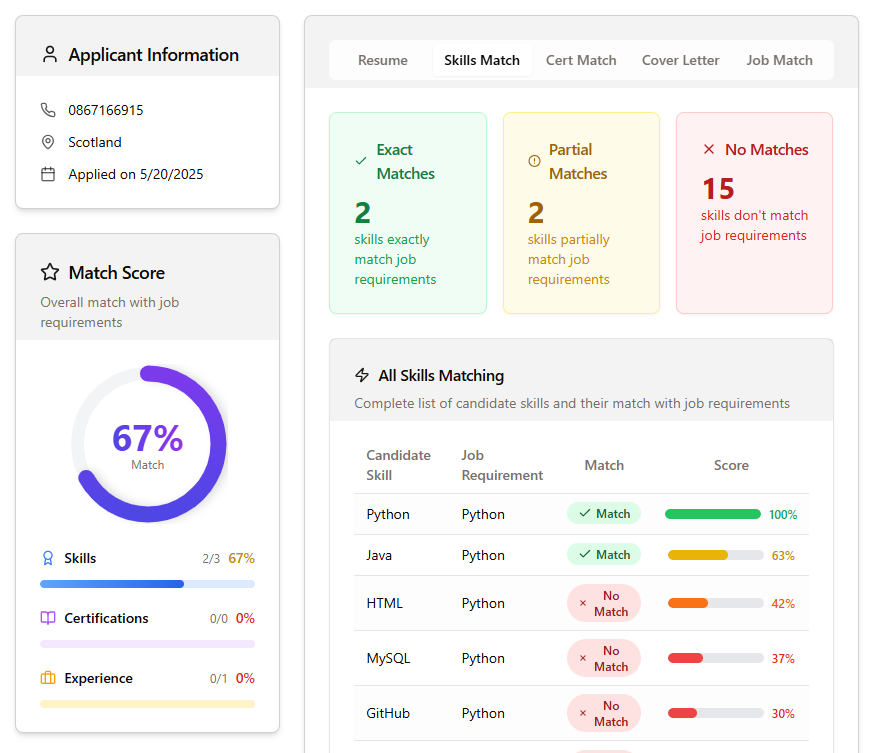 Applicant Information
0867166915
Scotland
Applied on 5/20/2025
Match Score
Overall match with job
requirements
67%
Match
Skills 2/3 67%
Certifications 0/0 0%
Experience 0/1 0%
Resume Skills Match Cert Match Cover Letter Job Match
Exact
Matches
2
skills exactly
match job
requirements
Partial
Matches
2
skills partially
match job
requirements
No Matches
15
skills don't match
job requirements
All Skills Matching
Complete list of candidate skills and their match with job requirements
Candidate
Skill
Job
Requirement
Match
Score
Python Python Match 100%
Java Python Match 63%
HTML Python No
Match 42%
MySQL Python No
Match 37%
GitHub Python No
Match 30%